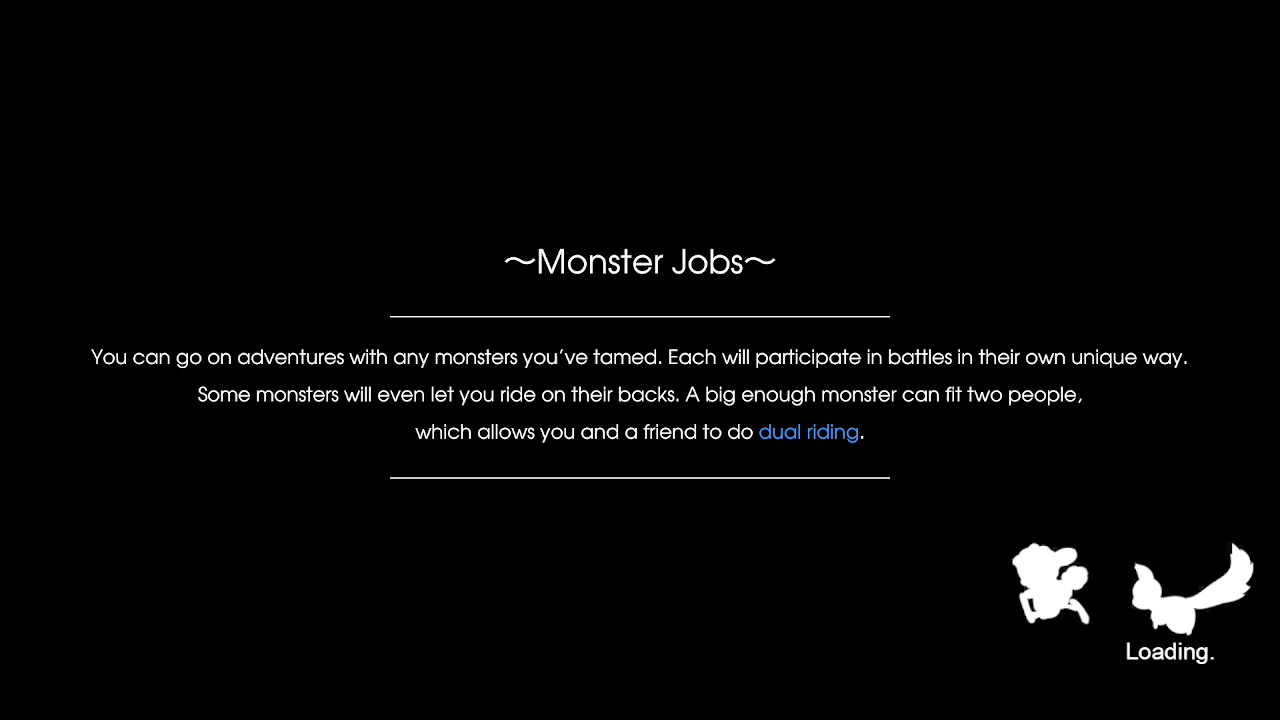 〜Monster Jobs〜
You can go on adventures with any monsters you've tamed. Each will participate in battles in their own unique way.
Some monsters will even let you ride on their backs. A big enough monster can fit two people,
which allows you and a friend to do dual riding.
Loading.